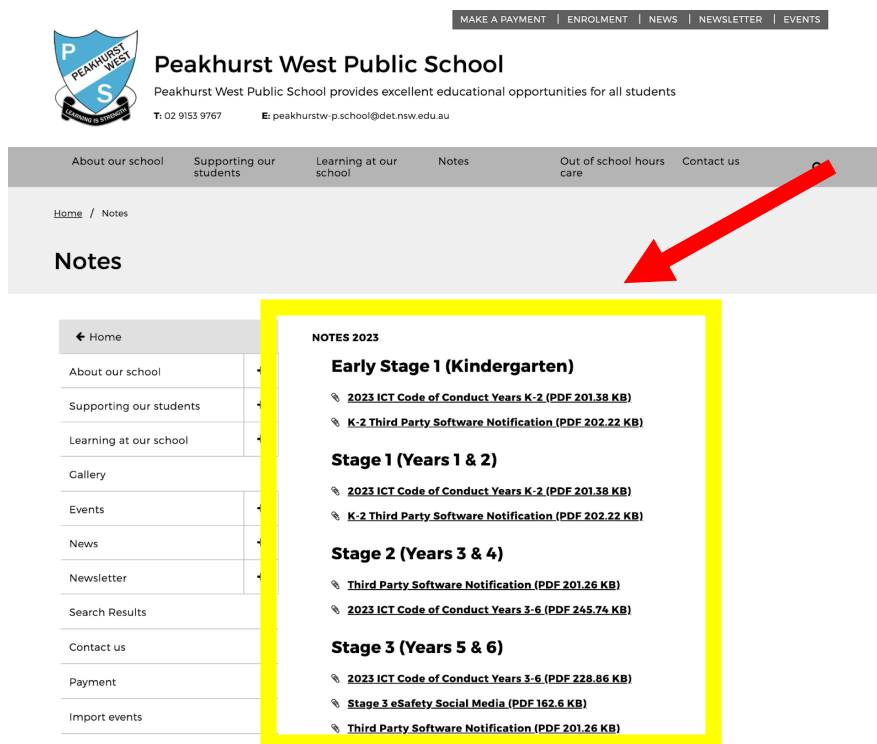 MAKE A PAYMENT | ENROLMENT | NEWS | NEWSLETTER | EVENTS
P
PEAKHURST
WEST
S
LEARNING IS STRENGTH
Peakhurst West Public School
Peakhurst West Public School provides excellent educational opportunities for all students
T: 02 9153 9767 E: peakhurstw-p.school@det.nsw.edu.au
About our school Supporting our students Learning at our school Notes Out of school hours care Contact us
Home / Notes
Notes
Home
About our school
Supporting our students
Learning at our school
Gallery
Events
News
Newsletter
Search Results
Contact us
Payment
Import events
NOTES 2023
Early Stage 1 (Kindergarten)
2023 ICT Code of Conduct Years K-2 (PDF 201.38 KB)
K-2 Third Party Software Notification (PDF 202.22 KB)
Stage 1 (Years 1 & 2)
2023 ICT Code of Conduct Years K-2 (PDF 201.38 KB)
K-2 Third Party Software Notification (PDF 202.22 KB)
Stage 2 (Years 3 & 4)
Third Party Software Notification (PDF 201.26 KB)
2023 ICT Code of Conduct Years 3-6 (PDF 245.74 KB)
Stage 3 (Years 5 & 6)
2023 ICT Code of Conduct Years 3-6 (PDF 228.86 KB)
Stage 3 eSafety Social Media (PDF 162.6 KB)
Third Party Software Notification (PDF 201.26 KB)